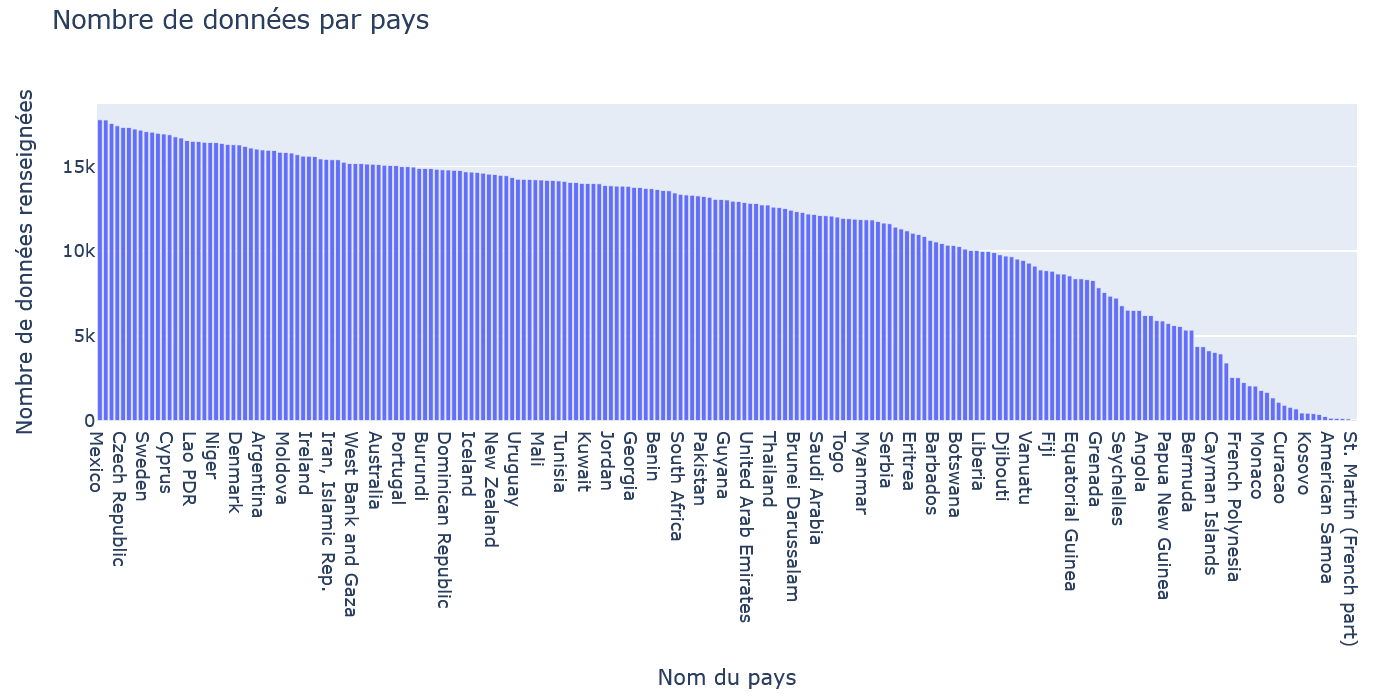 Nombre de données par pays
Nombre de données renseignées
15k
10k
5k
0
Mexico
Czech Republic
Sweden
Cyprus
Lao PDR
Niger
Denmark
Argentina
Moldova
Ireland
Iran, Islamic Rep.
West Bank and Gaza
Australia
Portugal
Burundi
Dominican Republic
Iceland
New Zealand
Uruguay
Mali
Tunisia
Kuwait
Jordan
Georgia
Benin
South Africa
Pakistan
Guyana
United Arab Emirates
Thailand
Brunei Darussalam
Saudi Arabia
Togo
Myanmar
Serbia
Eritrea
Barbados
Botswana
Liberia
Djibouti
Vanuatu
Fiji
Equatorial Guinea
Grenada
Seychelles
Angola
Papua New Guinea
Bermuda
Cayman Islands
French Polynesia
Monaco
Curacao
Kosovo
American Samoa
St. Martin (French part)
Nom du pays